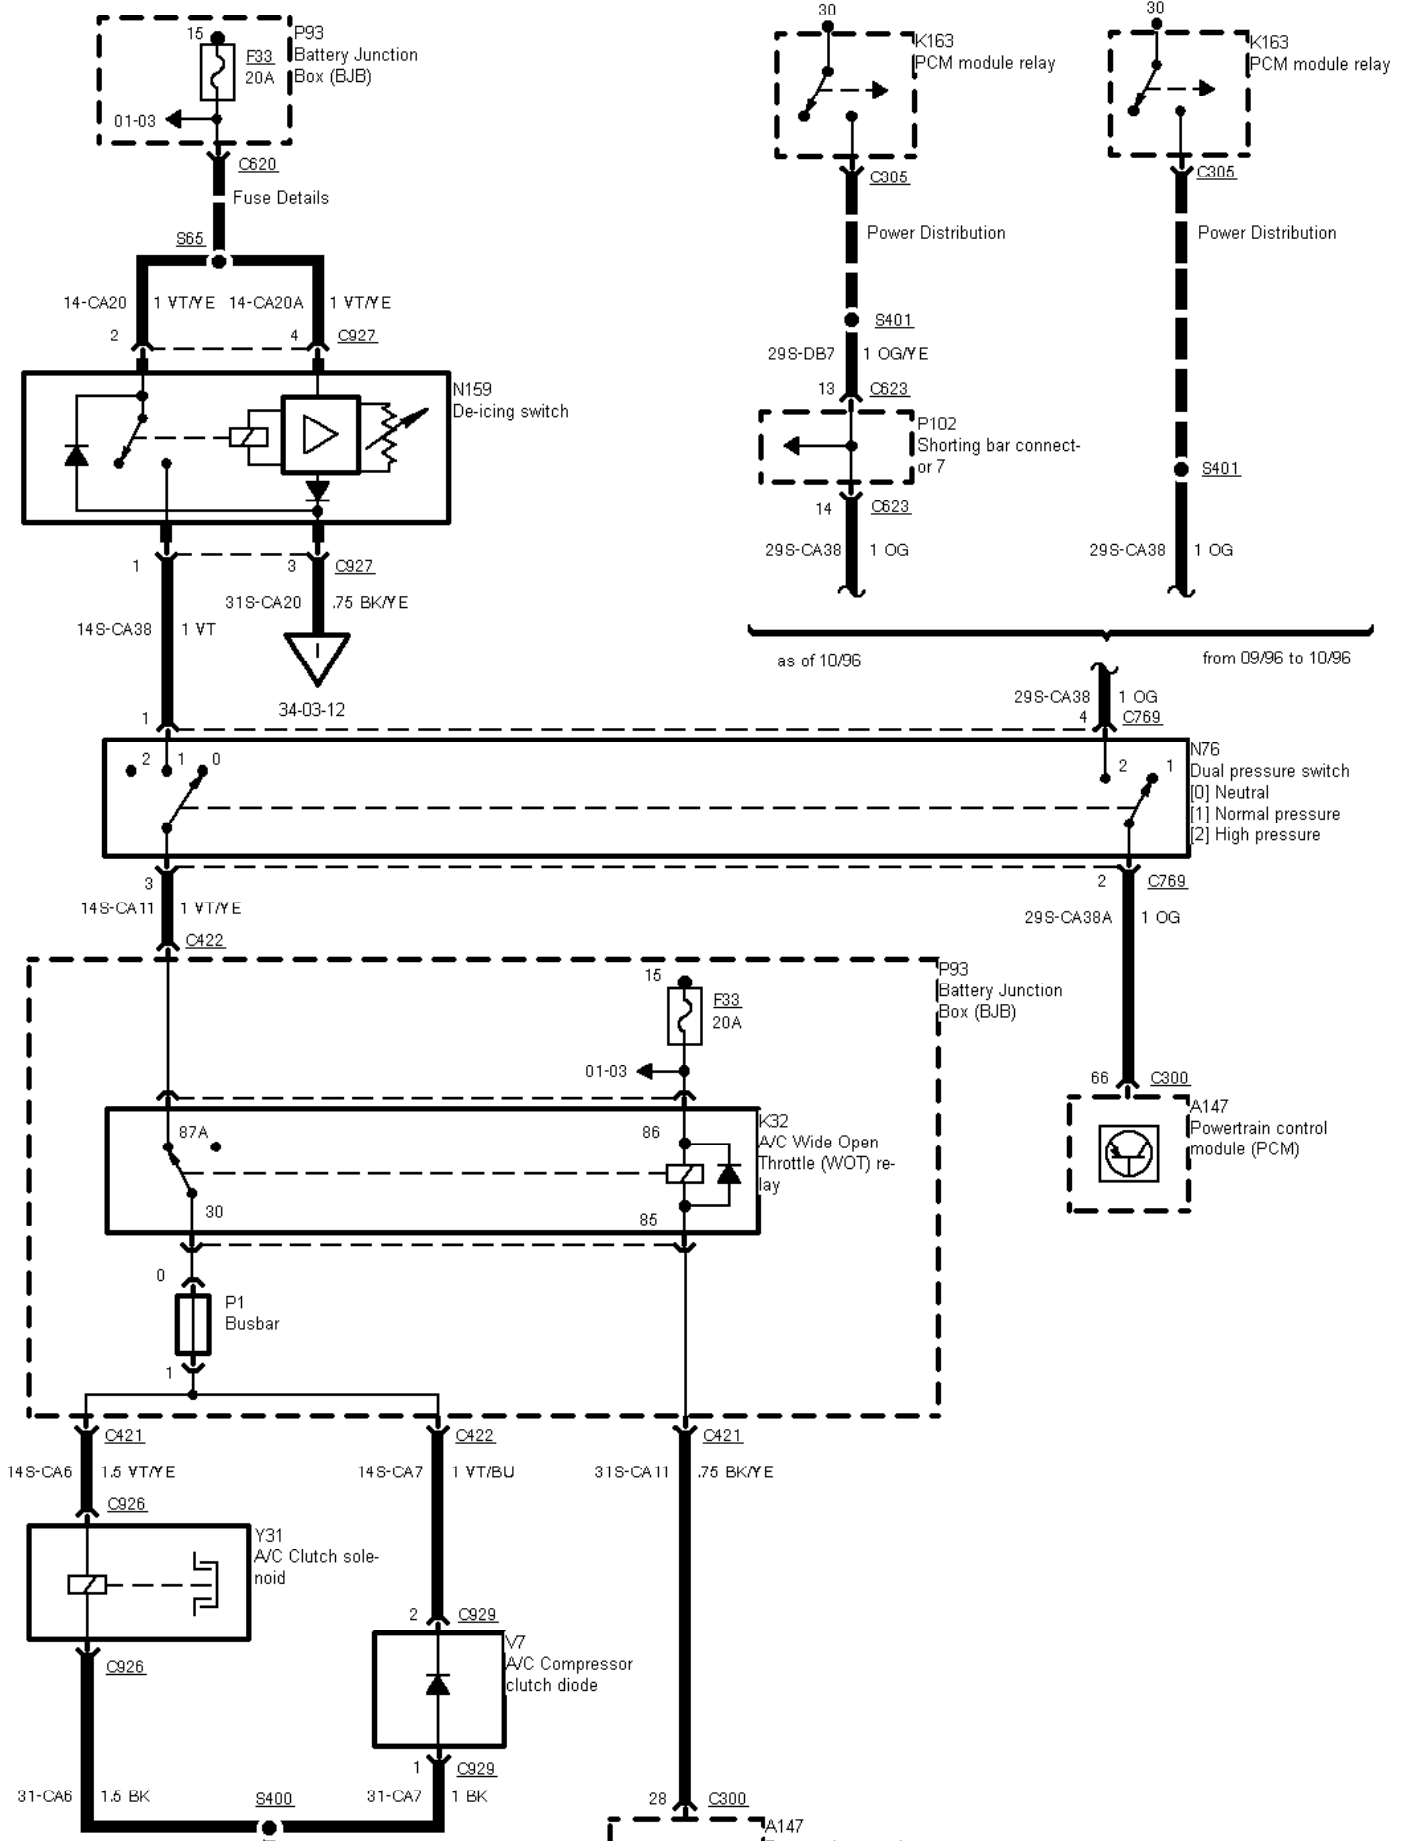 30
30
15
P93
F33
Battery Junction
20A
Box (BJB)
K163
PCM module relay
K163
PCM module relay
01-03
C620
C305
C305
Fuse Details
Power Distribution
Power Distribution
S65
14-CA20 1 VT/YE 14-CA20A 1 VT/YE
2 4 C927
S401
29S-DB7 1 OG/YE
13 C623
N159
De-icing switch
P102
Shorting bar connect-
or 7
S401
14 C623
29S-CA38 1 OG
29S-CA38 1 OG
1 3 C927
31S-CA20 .75 BK/YE
14S-CA38 1 VT
34-03-12
as of 10/96
from 09/96 to 10/96
29S-CA38 1 OG
1
4 C769
2 1 0
2 1
N76
Dual pressure switch
[0] Neutral
[1] Normal pressure
[2] High pressure
3
2 C769
14S-CA11 1 VT/YE
29S-CA38A 1 OG
C422
15
F33
20A
P93
Battery Junction
Box (BJB)
01-03
66 C300
87A
86
K32
A/C Wide Open
Throttle (WOT) re-
lay
A147
Powertrain control
module (PCM)
30
85
0
P1
Busbar
1
C421
C422
C421
14S-CA6 1.5 VT/YE
14S-CA7 1 VT/BU
31S-CA11 .75 BK/YE
C926
Y31
A/C Clutch sole-
noid
2 C929
C926
V7
A/C Compressor
clutch diode
1 C929
31-CA6 1.5 BK
S400
31-CA7 1 BK
28 C300
A147